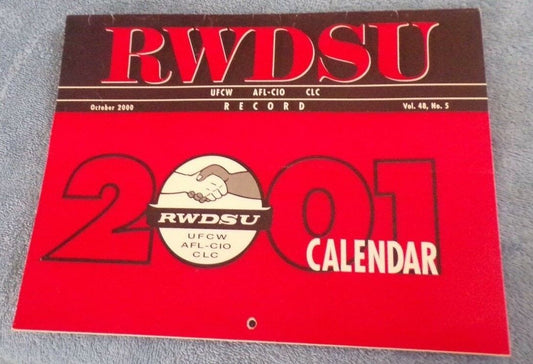 RWDSU
UFCW AFL-CIO CLC
October 2000 RECORD Vol. 48, No. 5
2001
RWDSU
UFCW
AFL-CIO
CLC
CALENDAR